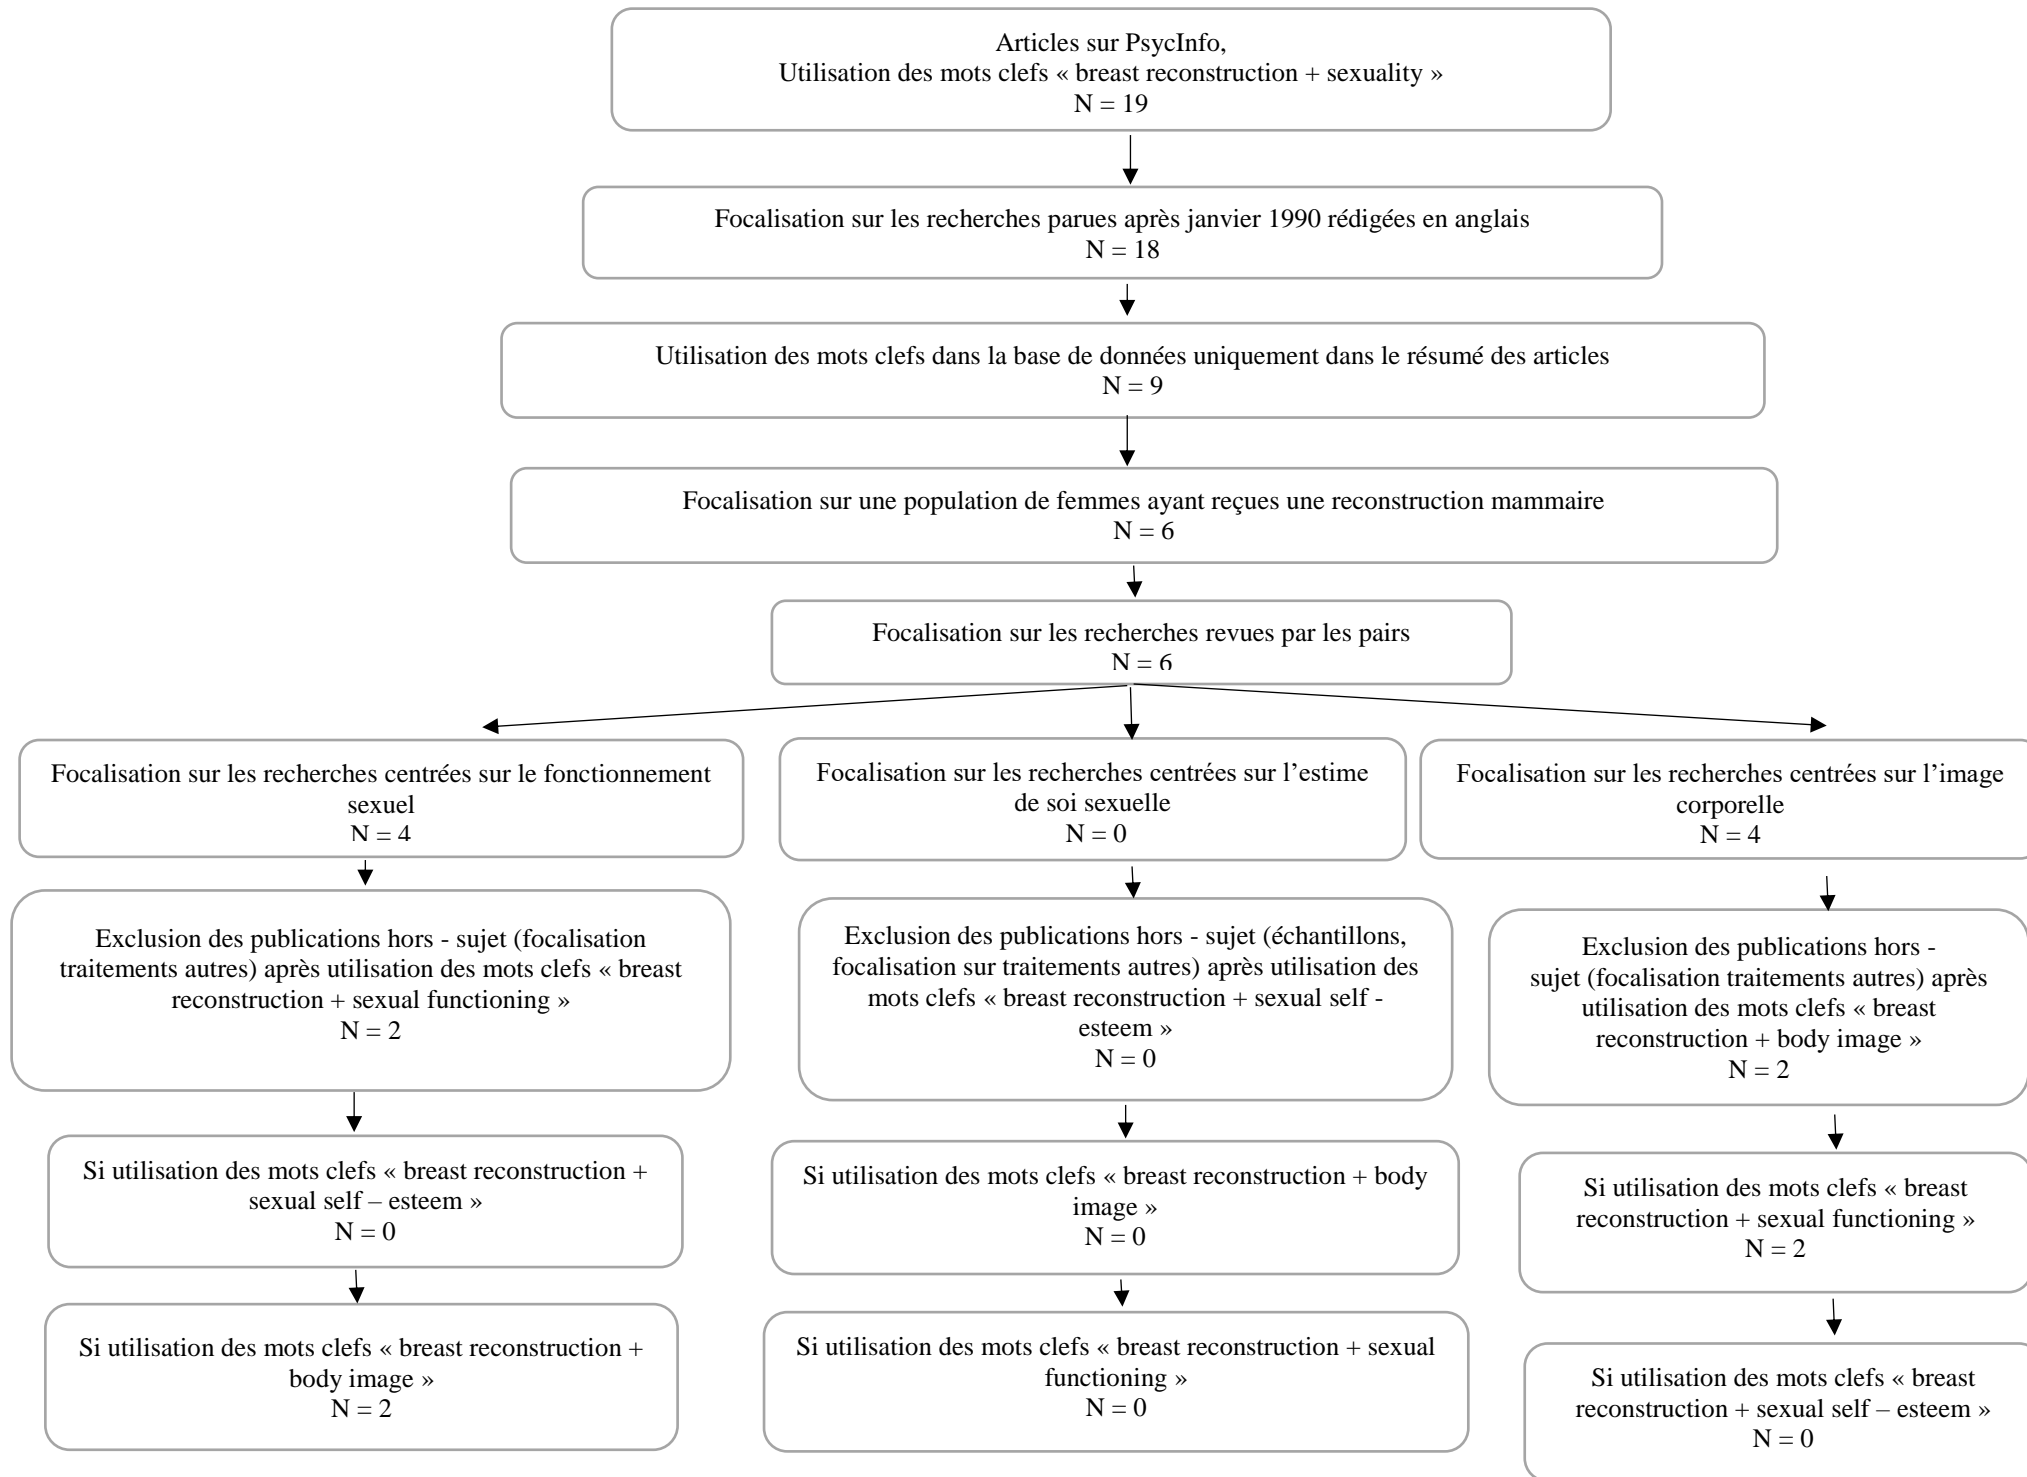 Articles sur PsycInfo,
Utilisation des mots clefs « breast reconstruction + sexuality »
N = 19
Focalisation sur les recherches parues après janvier 1990 rédigées en anglais
N = 18
Utilisation des mots clefs dans la base de données uniquement dans le résumé des articles
N = 9
Focalisation sur une population de femmes ayant reçues une reconstruction mammaire
N = 6
Focalisation sur les recherches revues par les pairs
N = 6
Focalisation sur les recherches centrées sur le fonctionnement
sexuel
N = 4
Focalisation sur les recherches centrées sur l’estime
de soi sexuelle
N = 0
Focalisation sur les recherches centrées sur l’image
corporelle
N = 4
Exclusion des publications hors - sujet (focalisation
traitements autres) après utilisation des mots clefs « breast
reconstruction + sexual functioning »
N = 2
Exclusion des publications hors - sujet (échantillons,
focalisation sur traitements autres) après utilisation des
mots clefs « breast reconstruction + sexual self -
esteem »
N = 0
Exclusion des publications hors -
sujet (focalisation traitements autres) après
utilisation des mots clefs « breast
reconstruction + body image »
N = 2
Si utilisation des mots clefs « breast reconstruction +
sexual self – esteem »
N = 0
Si utilisation des mots clefs « breast reconstruction + body
image »
N = 0
Si utilisation des mots clefs « breast
reconstruction + sexual functioning »
N = 2
Si utilisation des mots clefs « breast reconstruction +
body image »
N = 2
Si utilisation des mots clefs « breast reconstruction + sexual
functioning »
N = 0
Si utilisation des mots clefs « breast
reconstruction + sexual self – esteem »
N = 0